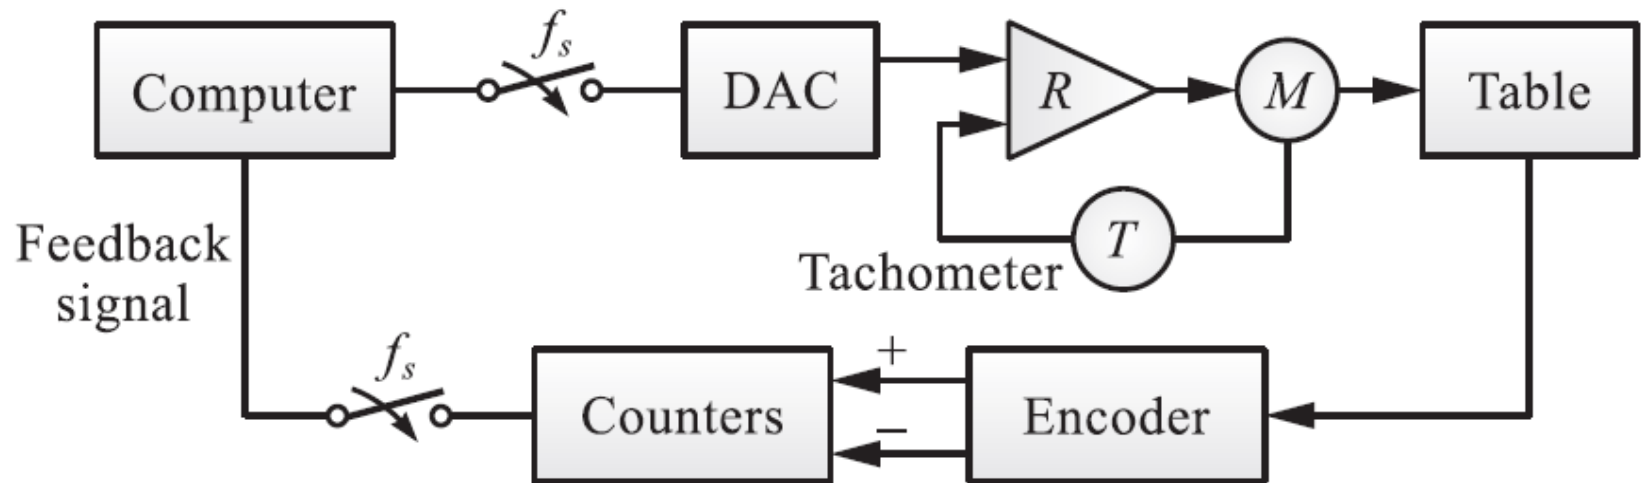 f_s
Computer
DAC
R
M
Table
Feedback
signal
Tachometer
T
f_s
Counters
+
−
Encoder